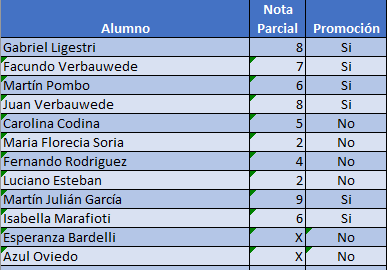 Alumno Nota Parcial Promoción
Gabriel Ligestri 8 Si
Facundo Verbauwede 7 Si
Martín Pombo 6 Si
Juan Verbauwede 8 Si
Carolina Codina 5 No
Maria Florecia Soria 2 No
Fernando Rodriguez 4 No
Luciano Esteban 2 No
Martín Julián García 9 Si
Isabella Marafioti 6 Si
Esperanza Bardelli X No
Azul Oviedo X No